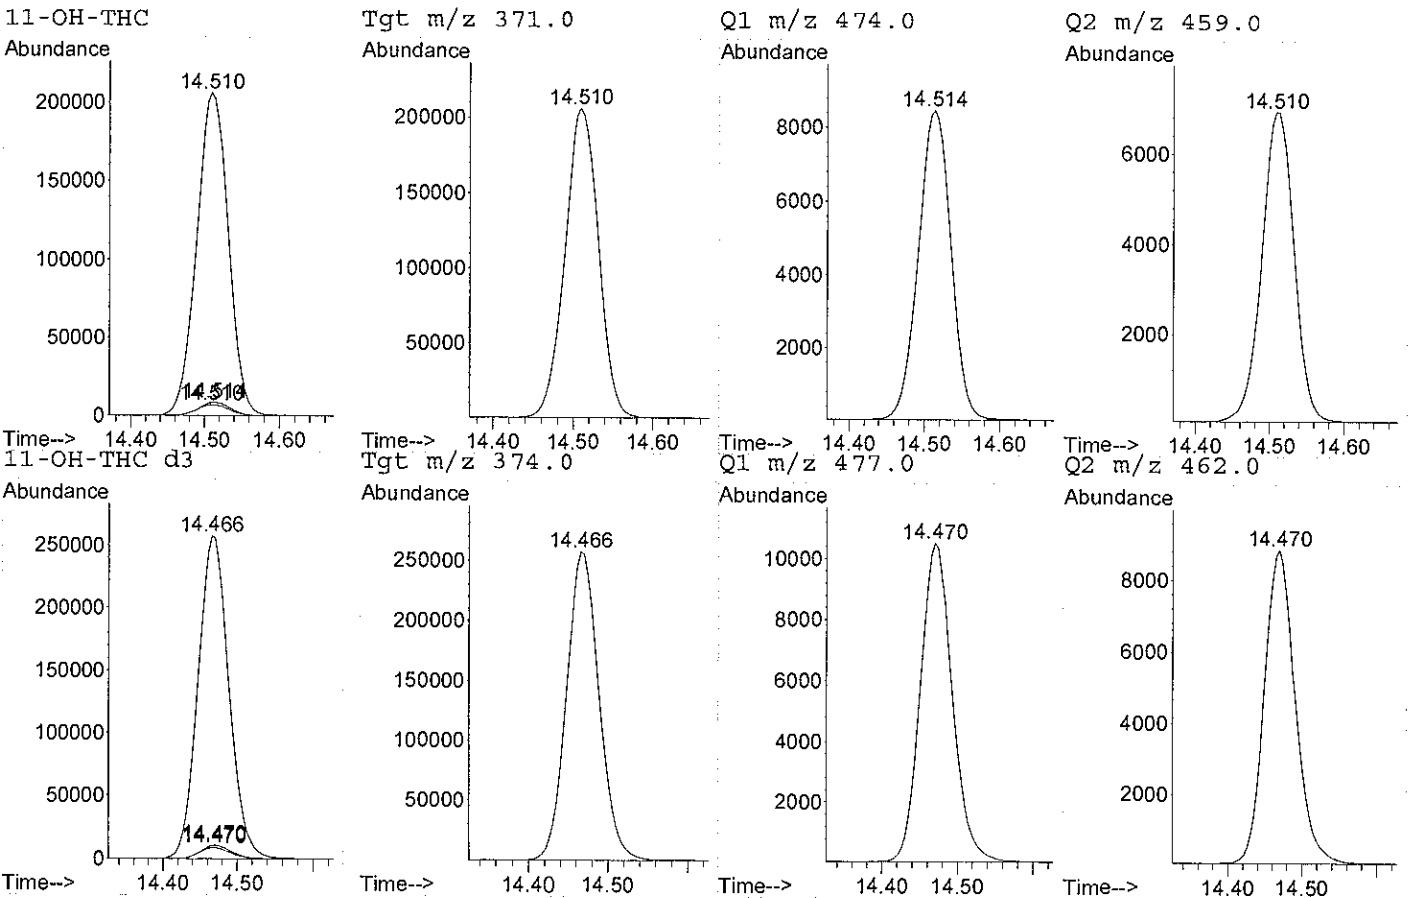 11-OH-THC Tgt m/z 371.0 Q1 m/z 474.0 Q2 m/z 459.0
Abundance Abundance Abundance Abundance
14.510 14.510 14.514 14.510
200000 200000 8000 6000
150000 150000 6000 4000
100000 100000 4000 2000
50000 50000 2000
14.514
14.510
0
Time--> 14.40 14.50 14.60 Time--> 14.40 14.50 14.60 Time--> 14.40 14.50 14.60 Time--> 14.40 14.50 14.60
11-OH-THC d3 Tgt m/z 374.0 Q1 m/z 477.0 Q2 m/z 462.0
Abundance Abundance Abundance Abundance
14.466 14.466 14.470 14.470
250000 250000 10000 8000
200000 200000 8000 6000
150000 150000 6000 4000
100000 100000 4000 2000
50000 50000 2000
14.470
0
Time--> 14.40 14.50 Time--> 14.40 14.50 Time--> 14.40 14.50 Time--> 14.40 14.50